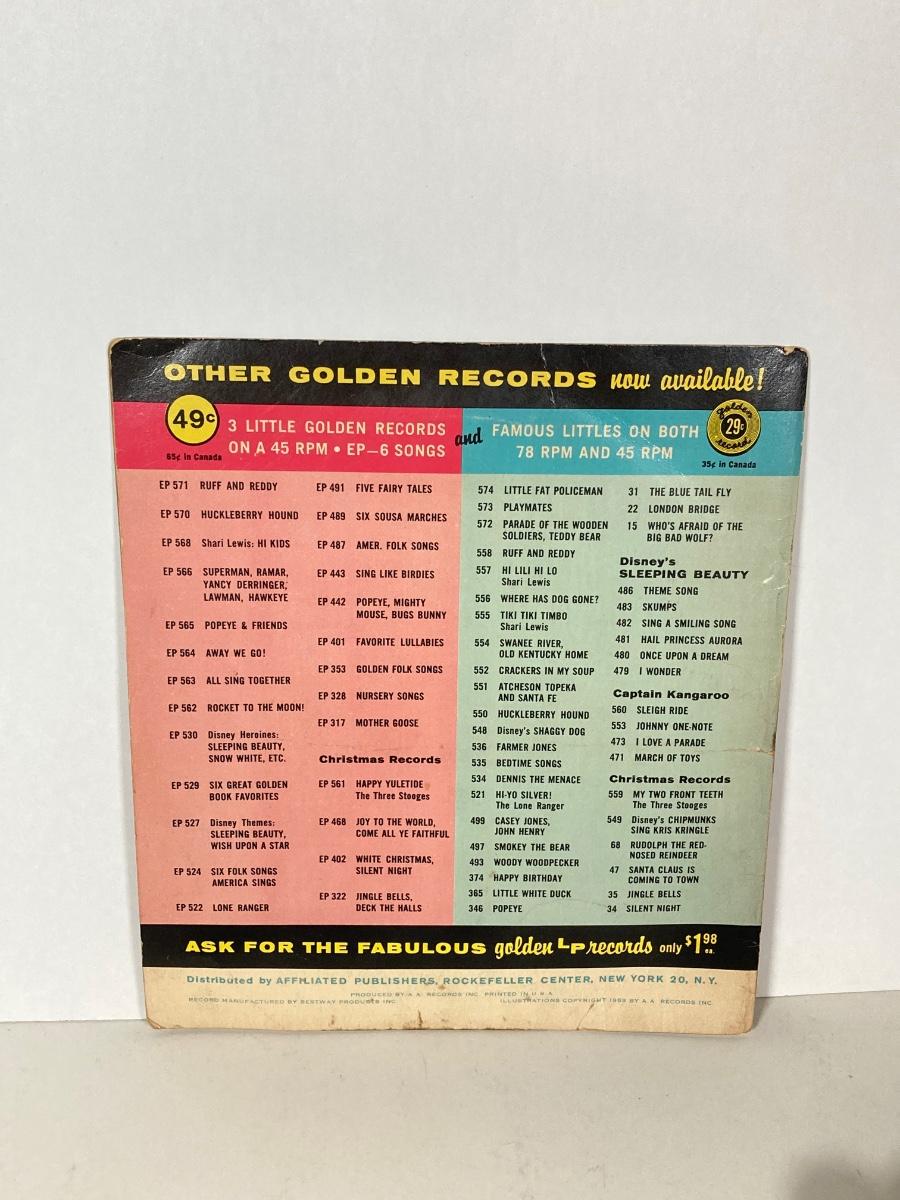 OTHER GOLDEN RECORDS now available!
49¢
65¢ in Canada
3 LITTLE GOLDEN RECORDS
ON A 45 RPM • EP—6 SONGS
and
FAMOUS LITTLES ON BOTH
78 RPM AND 45 RPM
golden
29¢
record
35¢ in Canada
EP 571 RUFF AND REDDY
EP 570 HUCKLEBERRY HOUND
EP 568 Shari Lewis: HI KIDS
EP 566 SUPERMAN, RAMAR,
YANCY DERRINGER,
LAWMAN, HAWKEYE
EP 565 POPEYE & FRIENDS
EP 564 AWAY WE GO!
EP 563 ALL SING TOGETHER
EP 562 ROCKET TO THE MOON!
EP 530 Disney Heroines:
SLEEPING BEAUTY,
SNOW WHITE, ETC.
EP 529 SIX GREAT GOLDEN
BOOK FAVORITES
EP 527 Disney Themes:
SLEEPING BEAUTY,
WISH UPON A STAR
EP 524 SIX FOLK SONGS
AMERICA SINGS
EP 522 LONE RANGER
EP 491 FIVE FAIRY TALES
EP 489 SIX SOUSA MARCHES
EP 487 AMER. FOLK SONGS
EP 443 SING LIKE BIRDIES
EP 442 POPEYE, MIGHTY
MOUSE, BUGS BUNNY
EP 401 FAVORITE LULLABIES
EP 353 GOLDEN FOLK SONGS
EP 328 NURSERY SONGS
EP 317 MOTHER GOOSE
Christmas Records
EP 561 HAPPY YULETIDE
The Three Stooges
EP 468 JOY TO THE WORLD,
COME ALL YE FAITHFUL
EP 402 WHITE CHRISTMAS,
SILENT NIGHT
EP 322 JINGLE BELLS,
DECK THE HALLS
574 LITTLE FAT POLICEMAN
573 PLAYMATES
572 PARADE OF THE WOODEN
SOLDIERS, TEDDY BEAR
558 RUFF AND REDDY
557 HI LILI HI LO
Shari Lewis
556 WHERE HAS DOG GONE?
555 TIKI TIKI TIMBO
Shari Lewis
554 SWANEE RIVER,
OLD KENTUCKY HOME
552 CRACKERS IN MY SOUP
551 ATCHESON TOPEKA
AND SANTA FE
550 HUCKLEBERRY HOUND
548 Disney's SHAGGY DOG
536 FARMER JONES
535 BEDTIME SONGS
534 DENNIS THE MENACE
521 HI-YO SILVER!
The Lone Ranger
499 CASEY JONES,
JOHN HENRY
497 SMOKEY THE BEAR
493 WOODY WOODPECKER
374 HAPPY BIRTHDAY
365 LITTLE WHITE DUCK
346 POPEYE
31 THE BLUE TAIL FLY
22 LONDON BRIDGE
15 WHO'S AFRAID OF THE
BIG BAD WOLF?
Disney's
SLEEPING BEAUTY
486 THEME SONG
483 SKUMPS
482 SING A SMILING SONG
481 HAIL PRINCESS AURORA
480 ONCE UPON A DREAM
479 I WONDER
Captain Kangaroo
560 SLEIGH RIDE
553 JOHNNY ONE-NOTE
473 I LOVE A PARADE
471 MARCH OF TOYS
Christmas Records
559 MY TWO FRONT TEETH
The Three Stooges
549 Disney's CHIPMUNKS
SING KRIS KRINGLE
68 RUDOLPH THE RED-
NOSED REINDEER
47 SANTA CLAUS IS
COMING TO TOWN
35 JINGLE BELLS
34 SILENT NIGHT
ASK FOR THE FABULOUS golden LP records only $1.98 ea.
Distributed by AFFILIATED PUBLISHERS, ROCKEFELLER CENTER, NEW YORK 20, N.Y.
PRODUCED BY A. A. RECORDS INC. PRINTED IN U.S.A.
RECORD MANUFACTURED BY BESTWAY PRODUCTS INC. ILLUSTRATIONS COPYRIGHT 1959 BY A. A. RECORDS INC.